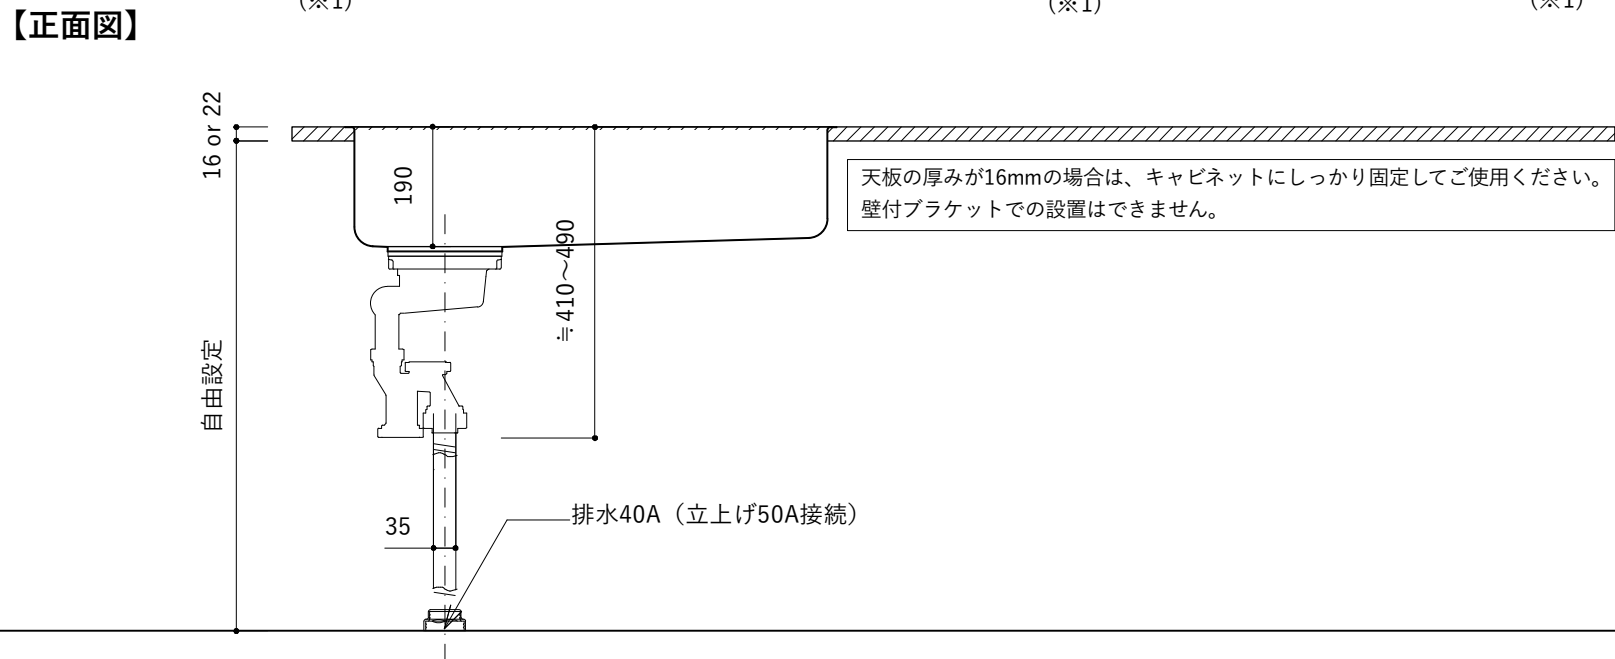 (※1)
(※1)
(※1)
【正面図】
16 or 22
190
天板の厚みが16mmの場合は、キャビネットにしっかり固定してご使用ください。
壁付ブラケットでの設置はできません。
≒410～490
自由設定
35
排水40A（立上げ50A接続）